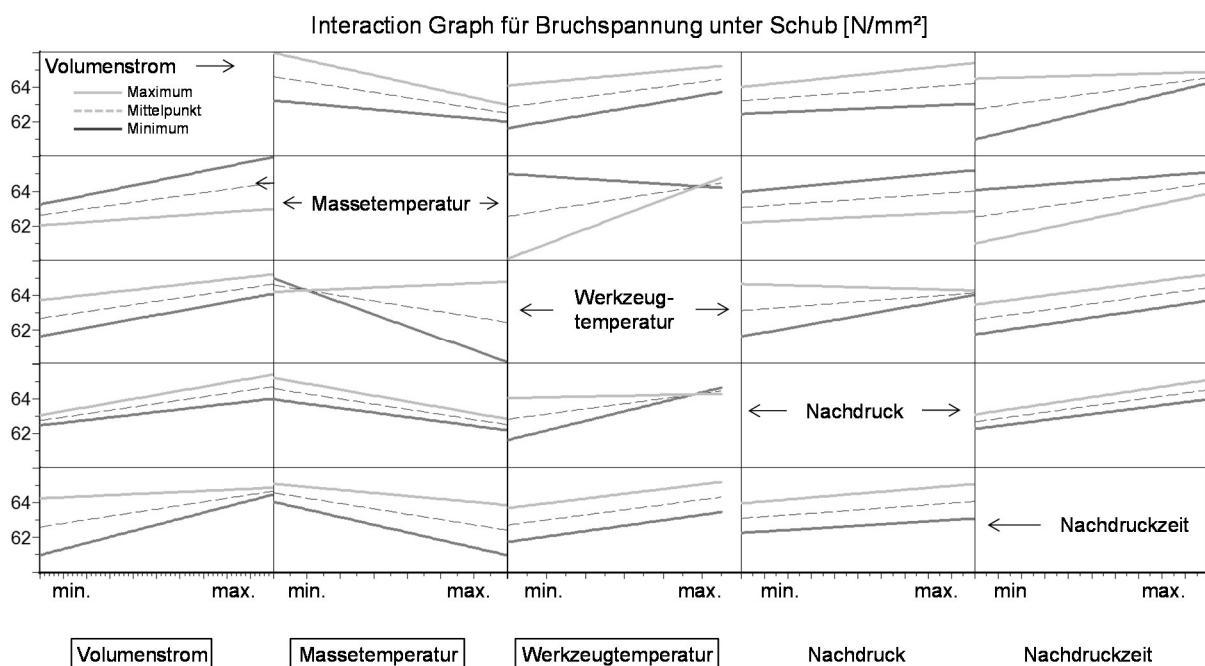 Interaction Graph für Bruchspannung unter Schub [N/mm²]
Volumenstrom
Maximum
Mittelpunkt
Minimum
64
62
64
Massetemperatur
62
64
Werkzeug-
temperatur
62
64
Nachdruck
62
64
Nachdruckzeit
62
min. max. min. max. min. max. min. max. min max.
Volumenstrom Massetemperatur Werkzeugtemperatur Nachdruck Nachdruckzeit